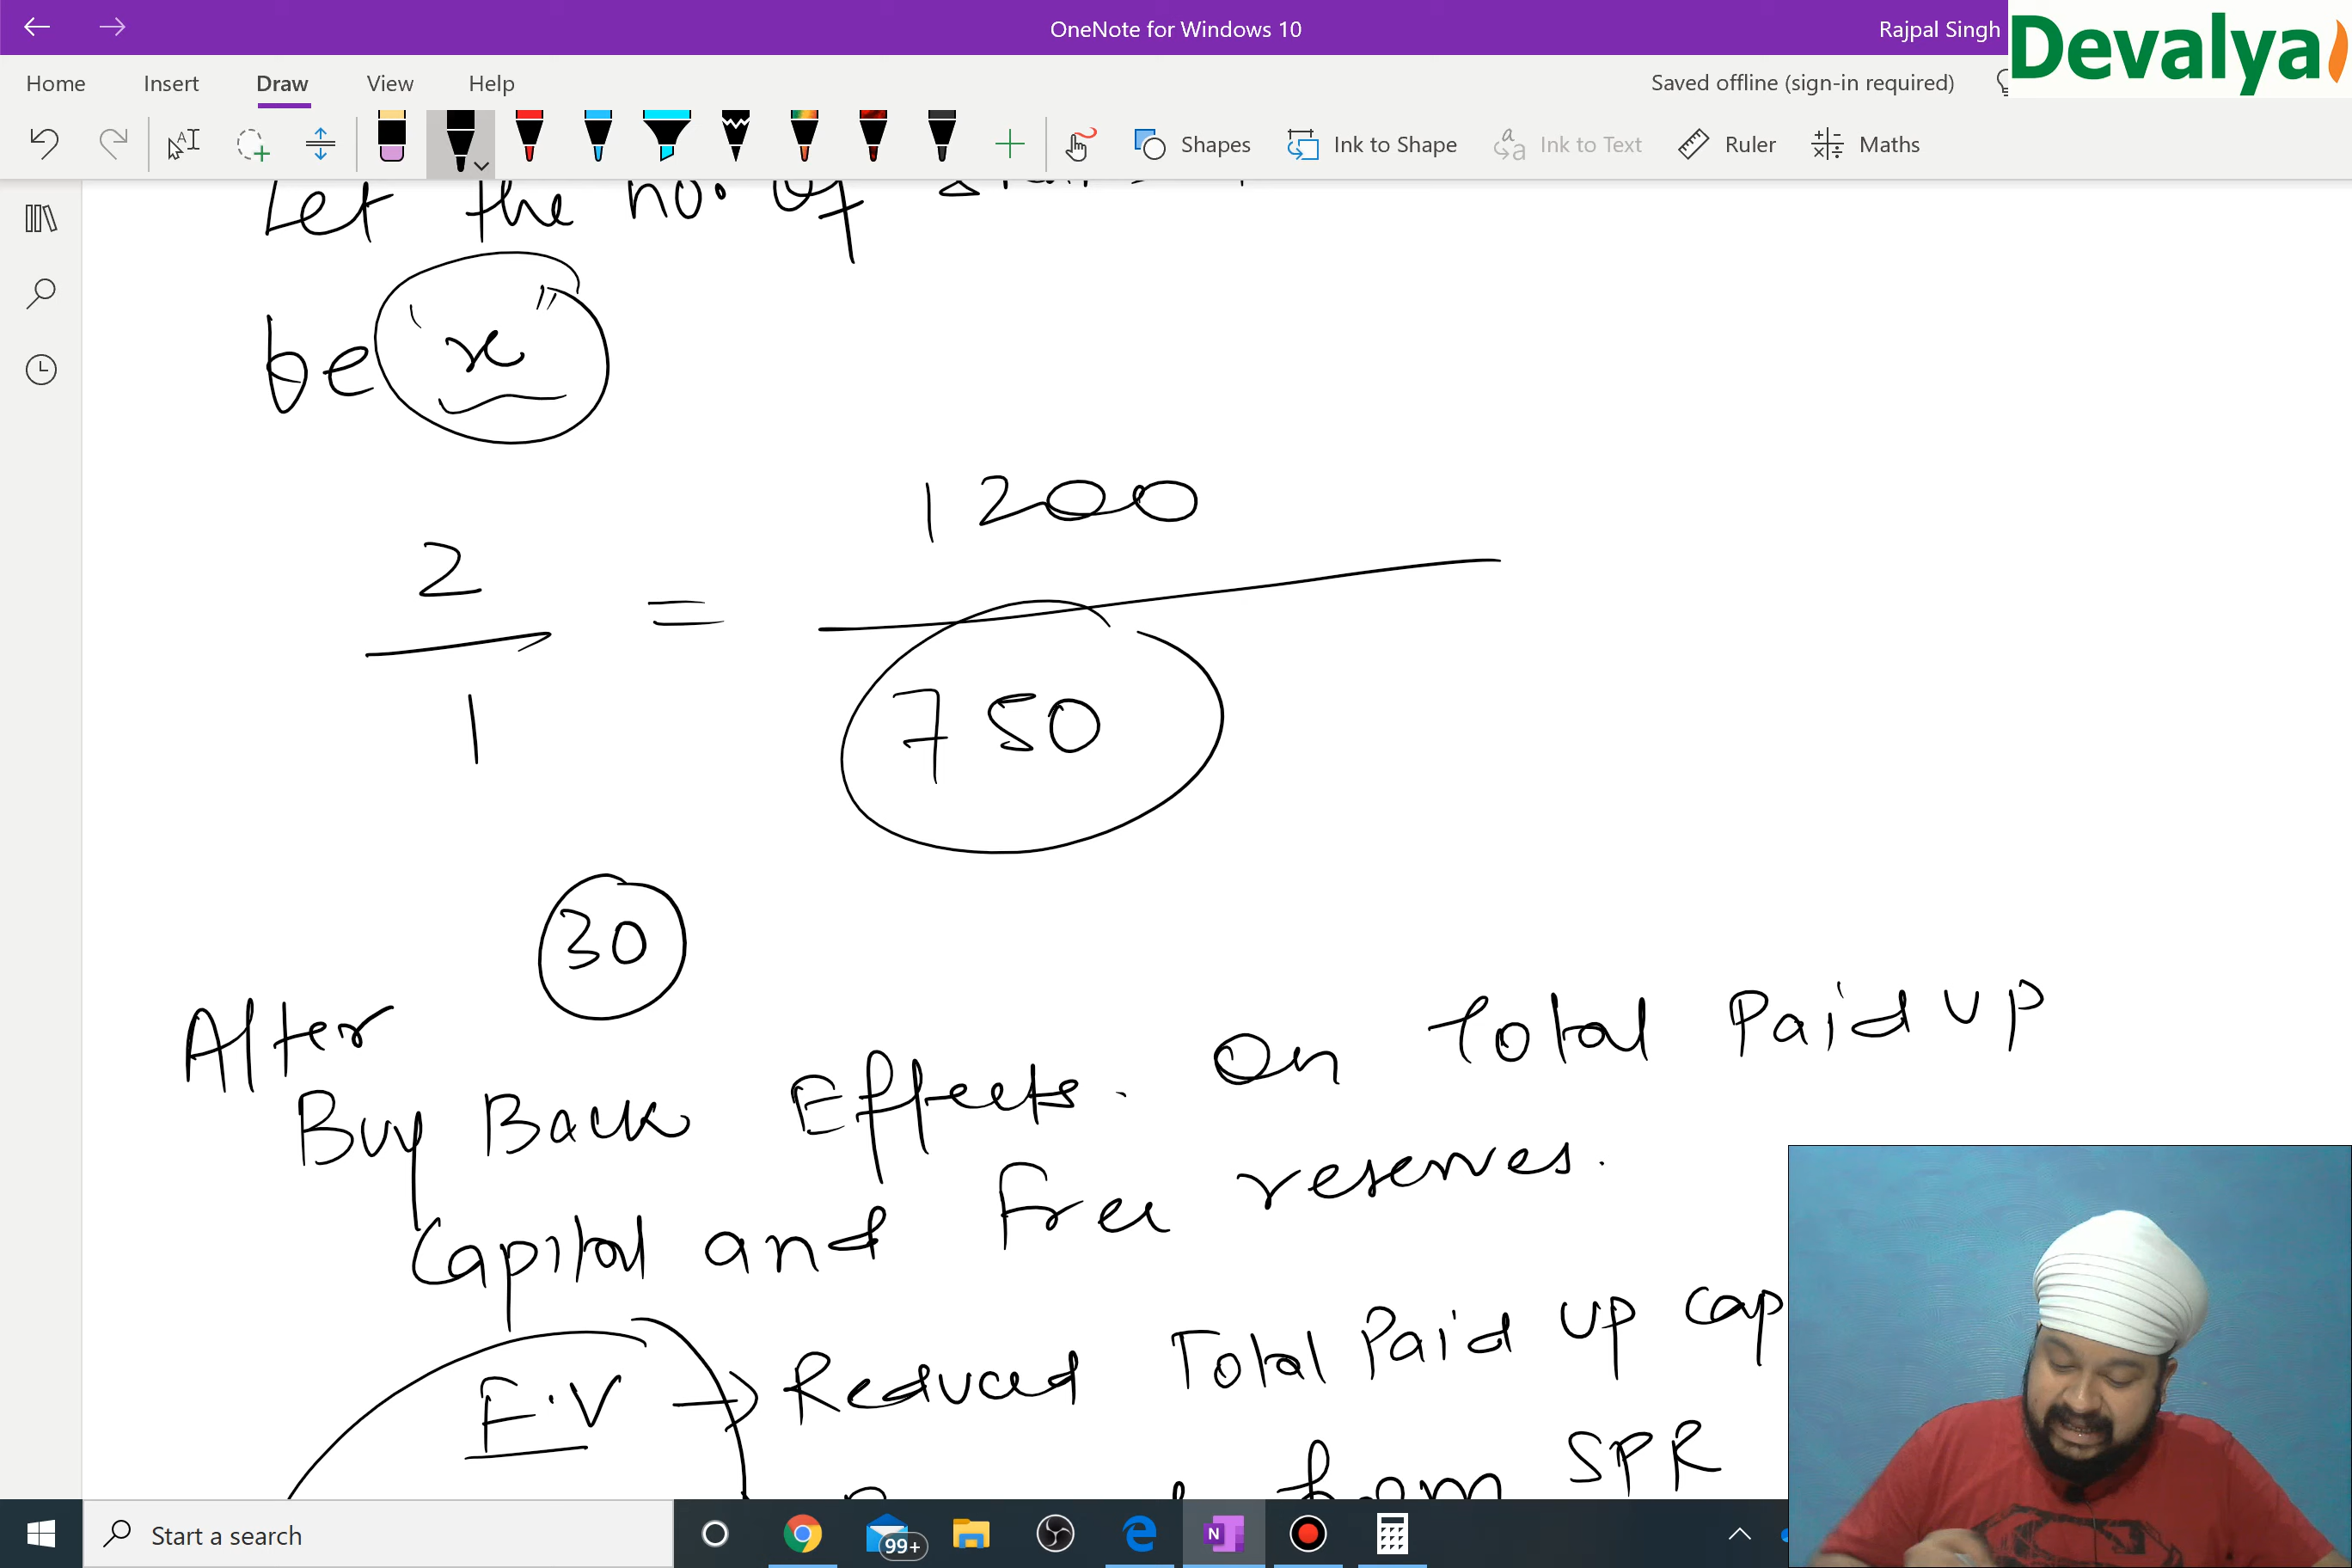 OneNote for Windows 10
Rajpal Singh
Devalya
Home Insert Draw View Help
Saved offline (sign-in required)
Shapes Ink to Shape Ink to Text Ruler Maths
Let the no. of
be "x"
2/1 = 1200/750
30
After
Buy Back Effects. On Total Paid up
Capital and Free reserves.
F.V → Reduced Total Paid up cap
from SPR
Start a search
99+